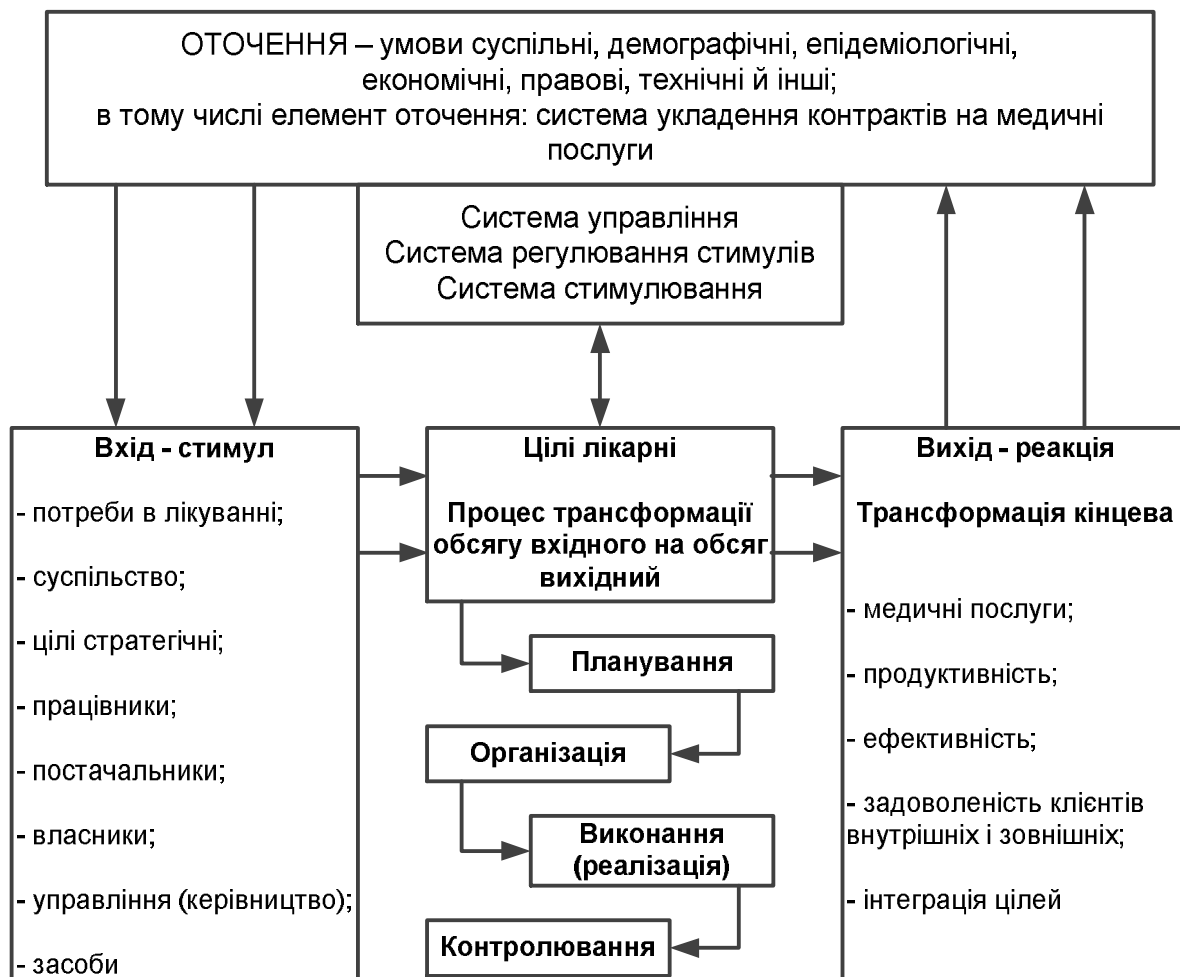 ОТОЧЕННЯ – умови суспільні, демографічні, епідеміологічні,
економічні, правові, технічні й інші;
в тому числі елемент оточення: система укладення контрактів на медичні
послуги
Система управління
Система регулювання стимулів
Система стимулювання
Вхід - стимул
- потреби в лікуванні;
- суспільство;
- цілі стратегічні;
- працівники;
- постачальники;
- власники;
- управління (керівництво);
- засоби
Цілі лікарні
Процес трансформації
обсягу вхідного на обсяг
вихідний
Планування
Організація
Виконання
(реалізація)
Контролювання
Вихід - реакція
Трансформація кінцева
- медичні послуги;
- продуктивність;
- ефективність;
- задоволеність клієнтів
внутрішніх і зовнішніх;
- інтеграція цілей